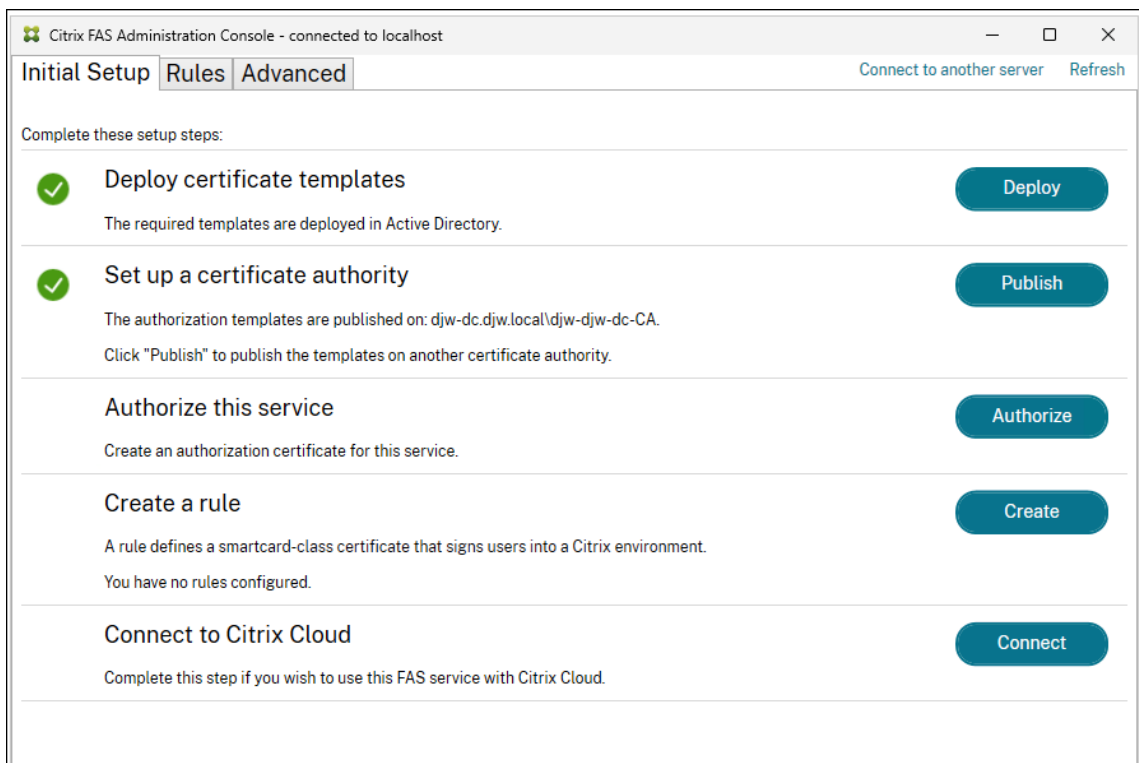 Citrix FAS Administration Console - connected to localhost
Initial Setup Rules Advanced Connect to another server Refresh
Complete these setup steps:
Deploy certificate templates
Deploy
The required templates are deployed in Active Directory.
Set up a certificate authority
Publish
The authorization templates are published on: djw-dc.djw.local\djw-djw-dc-CA.
Click "Publish" to publish the templates on another certificate authority.
Authorize this service
Authorize
Create an authorization certificate for this service.
Create a rule
Create
A rule defines a smartcard-class certificate that signs users into a Citrix environment.
You have no rules configured.
Connect to Citrix Cloud
Connect
Complete this step if you wish to use this FAS service with Citrix Cloud.